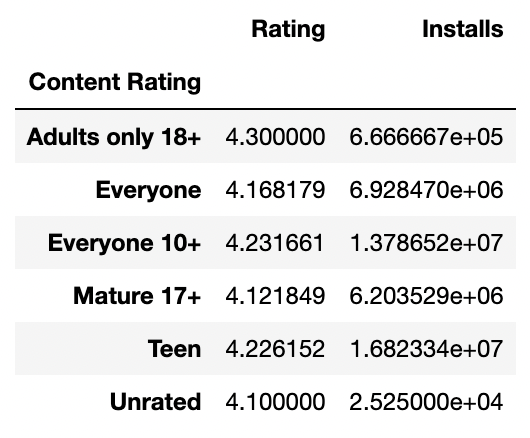 Rating Installs
Content Rating
Adults only 18+ 4.300000 6.666667e+05
Everyone 4.168179 6.928470e+06
Everyone 10+ 4.231661 1.378652e+07
Mature 17+ 4.121849 6.203529e+06
Teen 4.226152 1.682334e+07
Unrated 4.100000 2.525000e+04